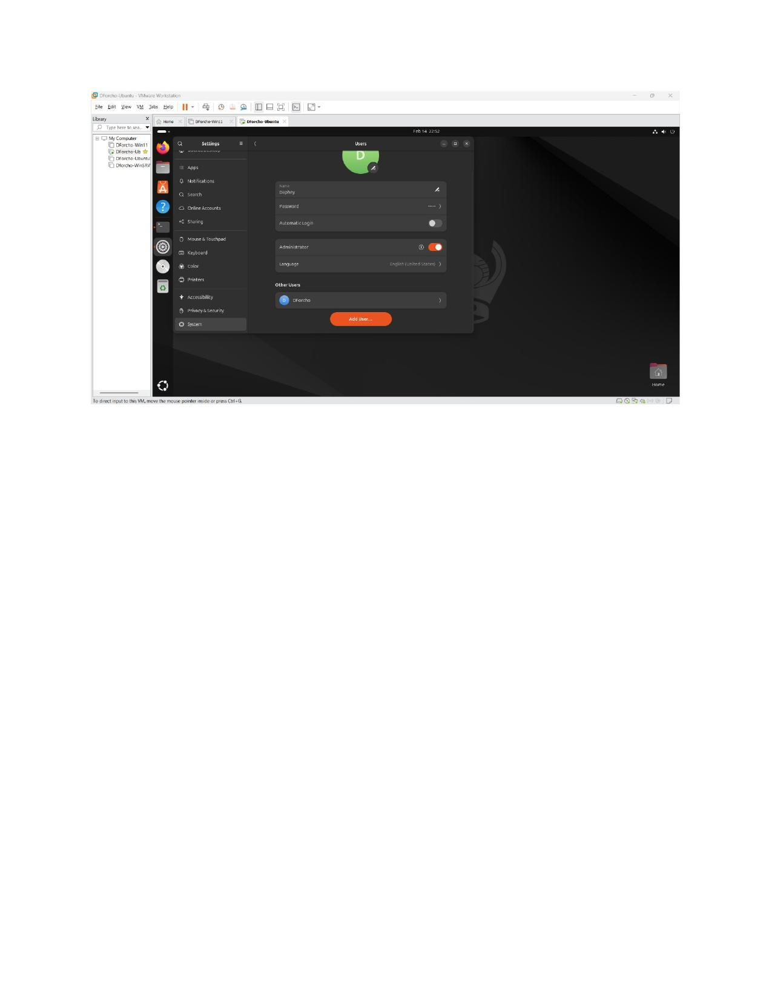 DForcho-Ubuntu - VMware Workstation
File Edit View VM Tabs Help
Library X
Type here to sea...
My Computer
DForcho-Win11
DForcho-Ub
DForcho-Ubuntu
Dforcho-WinSRV
Home
DForcho-Win11
DForcho-Ubuntu
Feb 14 22:52
Settings
Apps
Notifications
Search
Online Accounts
Sharing
Mouse & Touchpad
Keyboard
Color
Printers
Accessibility
Privacy & Security
System
Users
D
Name
Daphny
Password •••••
Automatic Login
Administrator
Language English (United States)
Other Users
D DForcho
Add User...
Home
To direct input to this VM, move the mouse pointer inside or press Ctrl+G.